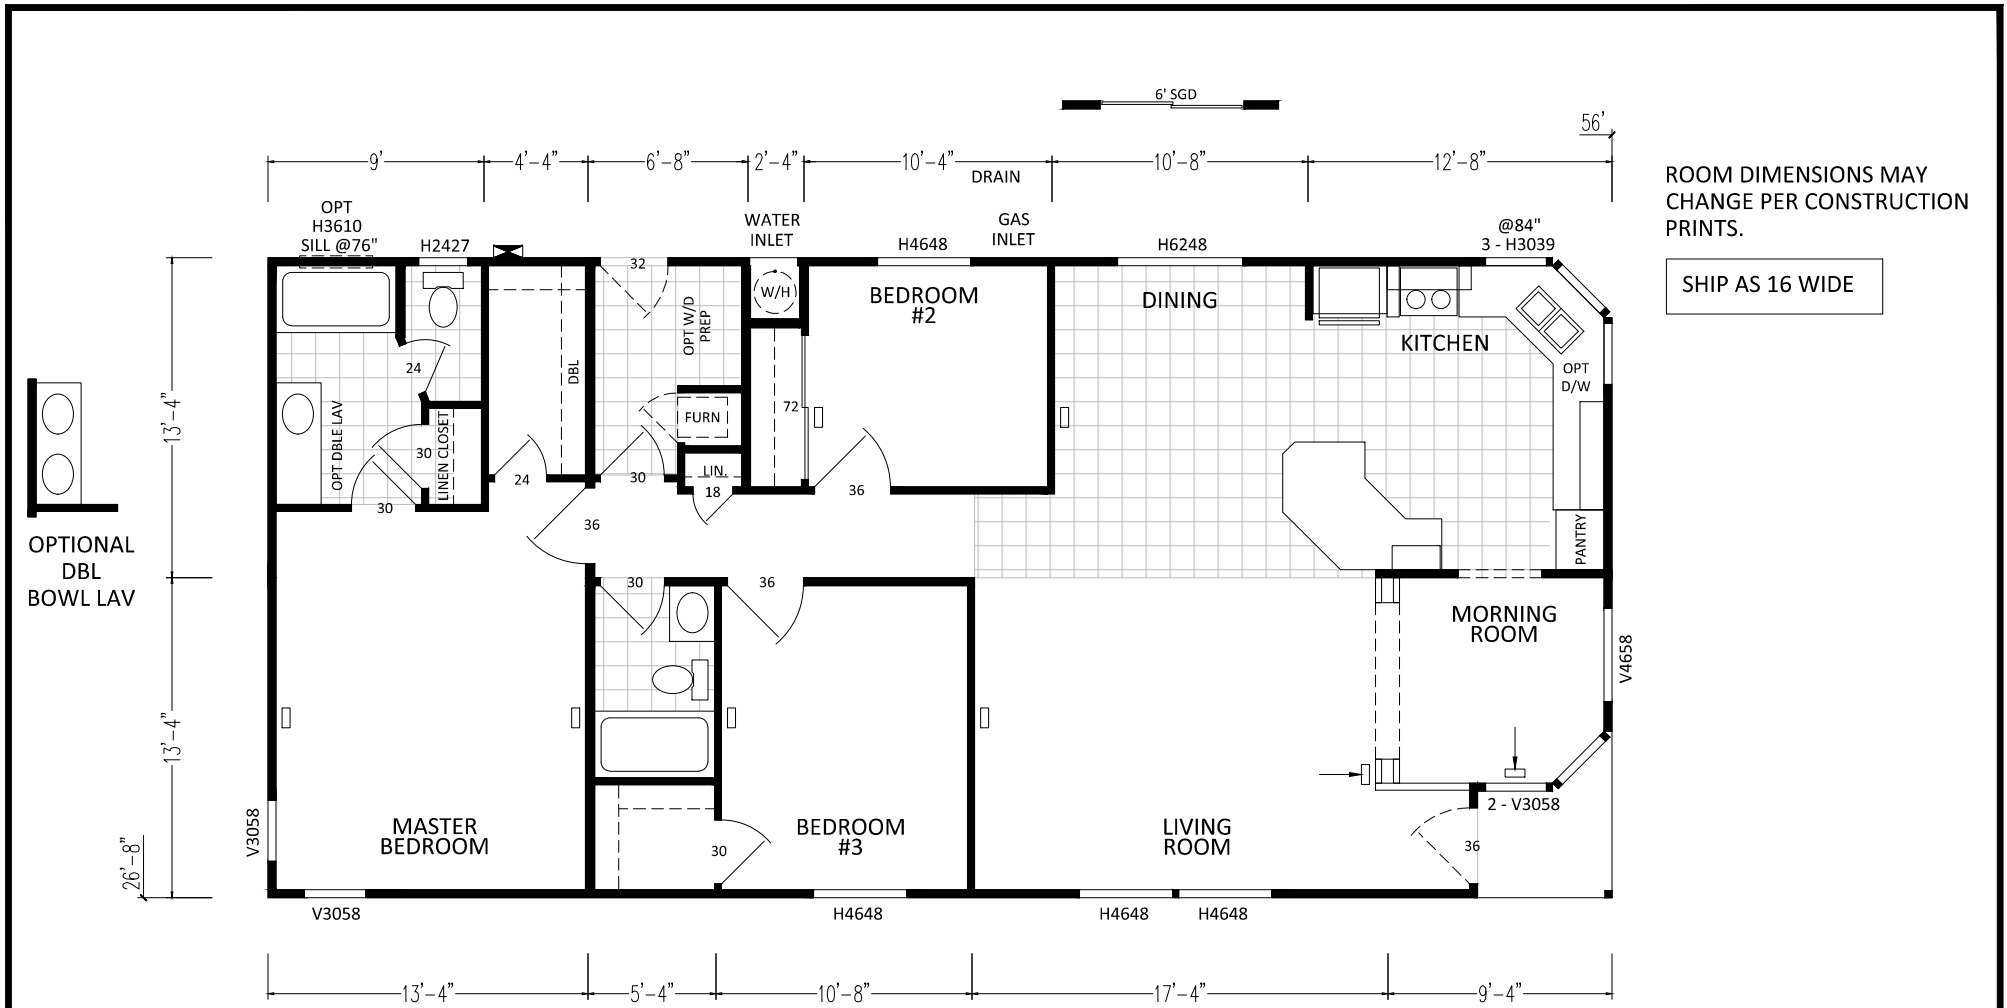 6' SGD
56'
9'
4'-4"
6'-8"
2'-4"
10'-4"
10'-8"
12'-8"
DRAIN
ROOM DIMENSIONS MAY
CHANGE PER CONSTRUCTION
PRINTS.
SHIP AS 16 WIDE
OPT
H3610
SILL @76"
H2427
WATER
INLET
H4648
GAS
INLET
H6248
@84"
3 - H3039
32
W/H
BEDROOM
#2
DINING
KITCHEN
OPT W/D
PREP
DBL
24
OPT
D/W
13'-4"
72
FURN
OPT DBLE LAV
30
LINEN CLOSET
LIN.
18
24
30
36
30
36
PANTRY
OPTIONAL
DBL
BOWL LAV
30
36
MORNING
ROOM
V4658
13'-4"
MASTER
BEDROOM
BEDROOM
#3
LIVING
ROOM
2 - V3058
V3058
30
36
26'-8"
V3058
H4648
H4648
H4648
13'-4"
5'-4"
10'-8"
17'-4"
9'-4"